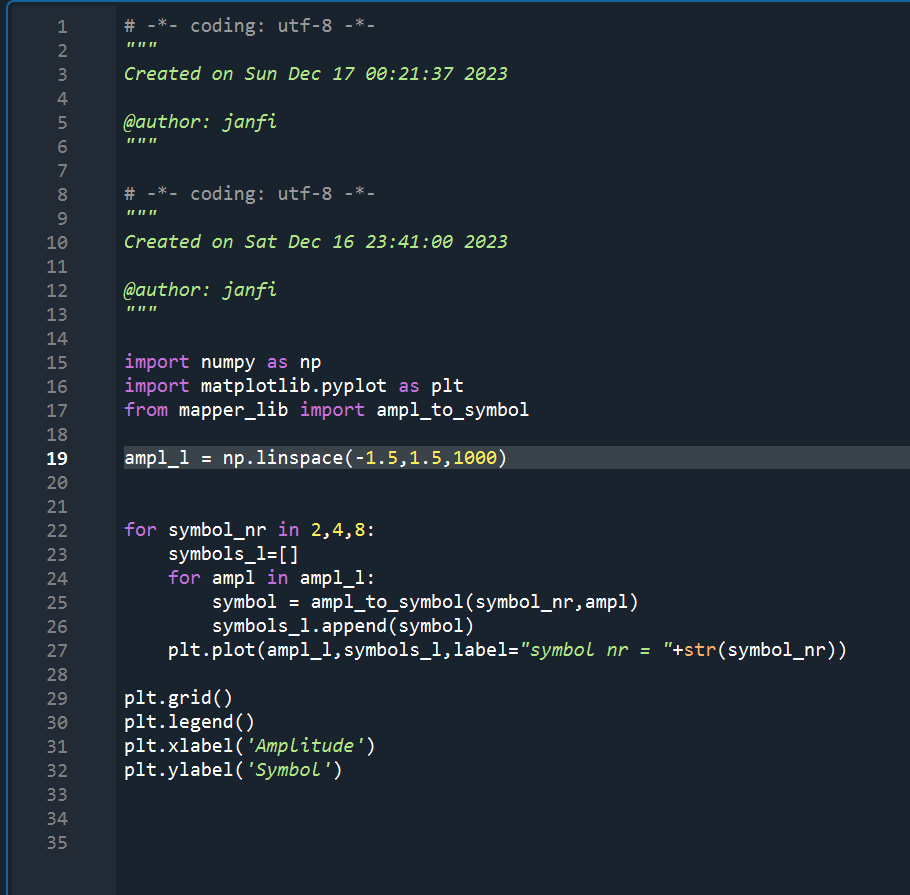 1 # -*- coding: utf-8 -*-
2 """
3 Created on Sun Dec 17 00:21:37 2023
4
5 @author: janfi
6 """
7
8 # -*- coding: utf-8 -*-
9 """
10 Created on Sat Dec 16 23:41:00 2023
11
12 @author: janfi
13 """
14
15 import numpy as np
16 import matplotlib.pyplot as plt
17 from mapper_lib import ampl_to_symbol
18
19 ampl_l = np.linspace(-1.5,1.5,1000)
20
21
22 for symbol_nr in 2,4,8:
23     symbols_l=[]
24     for ampl in ampl_l:
25         symbol = ampl_to_symbol(symbol_nr,ampl)
26         symbols_l.append(symbol)
27     plt.plot(ampl_l,symbols_l,label="symbol nr = "+str(symbol_nr))
28
29 plt.grid()
30 plt.legend()
31 plt.xlabel('Amplitude')
32 plt.ylabel('Symbol')
33
34
35